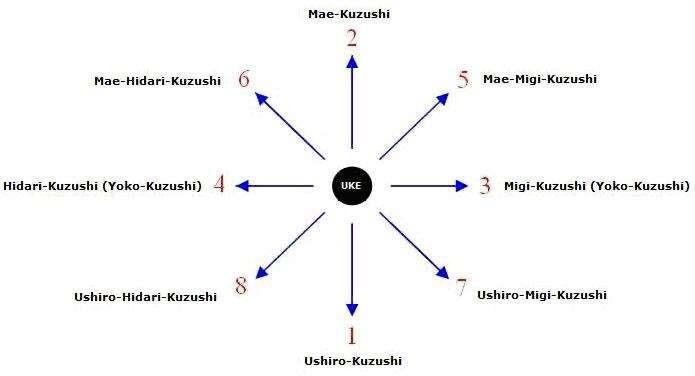 Mae-Kuzushi
2
Mae-Hidari-Kuzushi 6
5 Mae-Migi-Kuzushi
Hidari-Kuzushi (Yoko-Kuzushi) 4
UKE
3 Migi-Kuzushi (Yoko-Kuzushi)
Ushiro-Hidari-Kuzushi 8
7 Ushiro-Migi-Kuzushi
1
Ushiro-Kuzushi